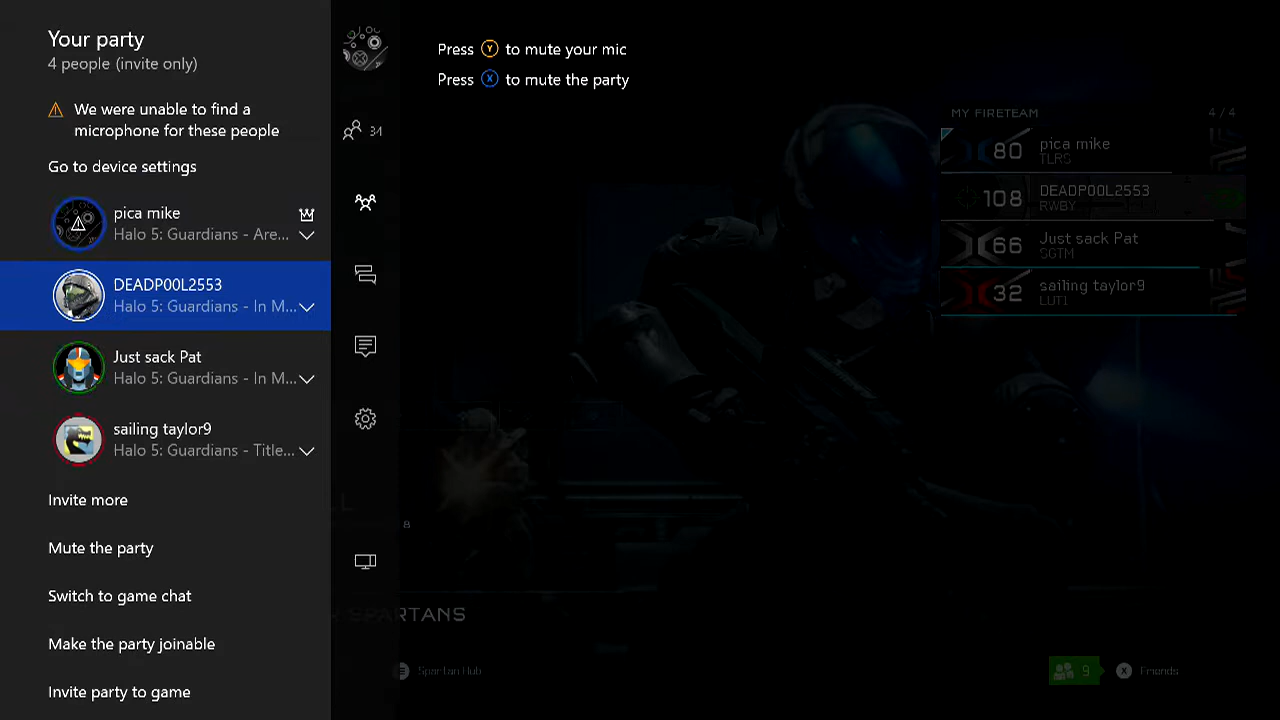 Your party
4 people (invite only)
We were unable to find a
microphone for these people
Go to device settings
pica mike
Halo 5: Guardians - Are...
DEADP00L2553
Halo 5: Guardians - In M...
Just sack Pat
Halo 5: Guardians - In M...
sailing taylor9
Halo 5: Guardians - Title...
Invite more
Mute the party
Switch to game chat
Make the party joinable
Invite party to game
34
Press Y to mute your mic
Press X to mute the party
MY FIRETEAM 4 / 4
80 pica mike
TLRS
108 DEADP00L2553
RWBY
66 Just sack Pat
SGTM
32 sailing taylor9
LUT1
8
SPARTANS
Spartan Hub
9 X Friends